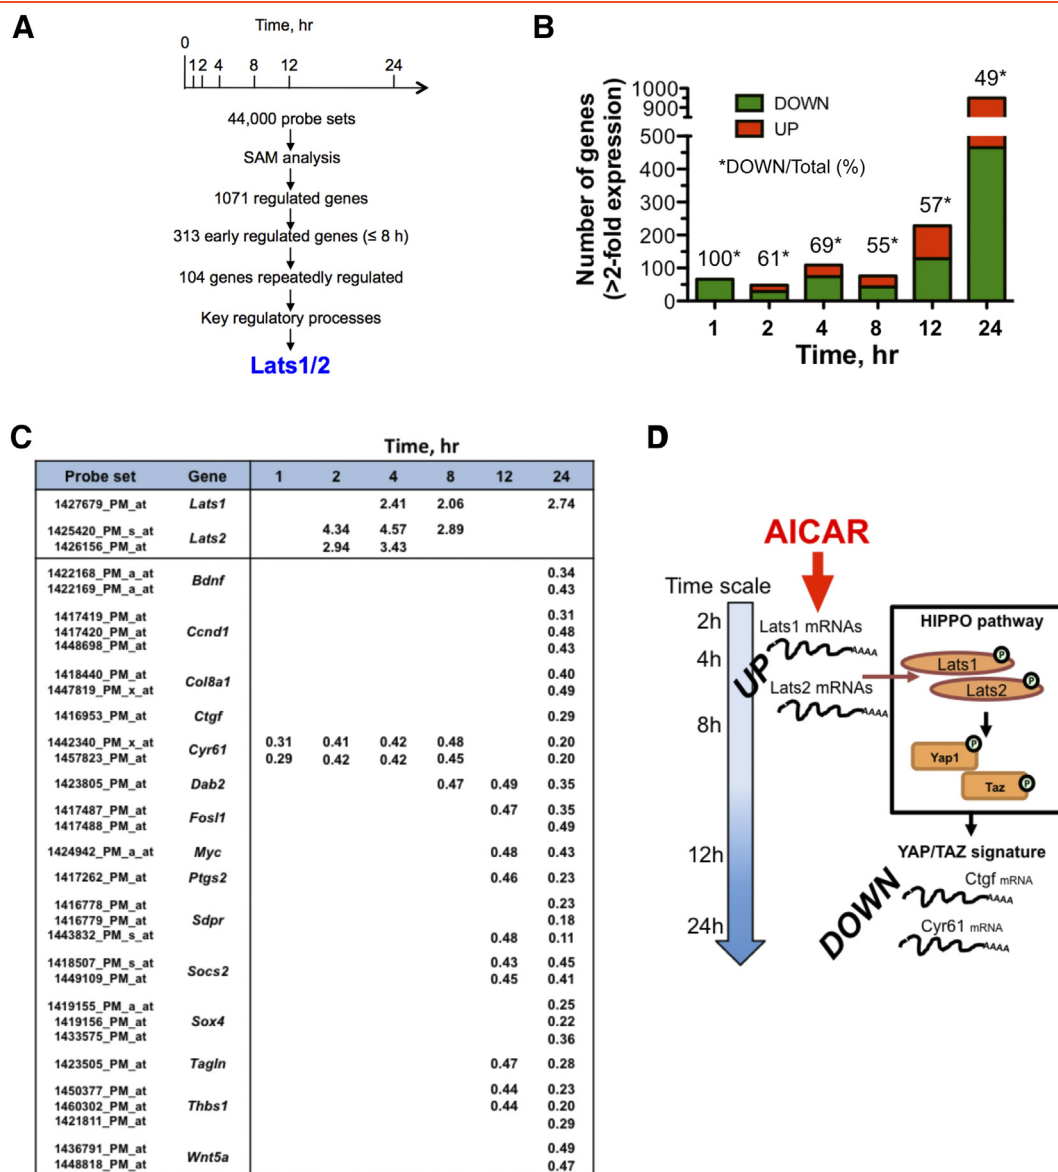 A
Time, hr
0
1 2 4 8 12 24
44,000 probe sets
SAM analysis
1071 regulated genes
313 early regulated genes (≤ 8 h)
104 genes repeatedly regulated
Key regulatory processes
Lats1/2
B
Number of genes
(>2-fold expression)
1000
900
500
400
300
200
100
0
DOWN
UP
*DOWN/Total (%)
100* 61* 69* 55* 57* 49*
1 2 4 8 12 24
Time, hr
C
Time, hr
Probe set Gene 1 2 4 8 12 24
1427679_PM_at Lats1 2.41 2.06 2.74
1425420_PM_s_at Lats2 4.34 4.57 2.89
1426156_PM_at 2.94 3.43
1422168_PM_a_at Bdnf 0.34
1422169_PM_a_at 0.43
1417419_PM_at 0.31
1417420_PM_at Ccnd1 0.48
1448698_PM_at 0.43
1418440_PM_at Col8a1 0.40
1447819_PM_x_at 0.49
1416953_PM_at Ctgf 0.29
1442340_PM_x_at Cyr61 0.31 0.41 0.42 0.48 0.20
1457823_PM_at 0.29 0.42 0.42 0.45 0.20
1423805_PM_at Dab2 0.47 0.49 0.35
1417487_PM_at Fosl1 0.47 0.35
1417488_PM_at 0.49
1424942_PM_a_at Myc 0.48 0.43
1417262_PM_at Ptgs2 0.46 0.23
1416778_PM_at 0.23
1416779_PM_at Sdpr 0.18
1443832_PM_s_at 0.48 0.11
1418507_PM_s_at Socs2 0.43 0.45
1449109_PM_at 0.45 0.41
1419155_PM_a_at 0.25
1419156_PM_at Sox4 0.22
1433575_PM_at 0.36
1423505_PM_at Tagln 0.47 0.28
1450377_PM_at 0.44 0.23
1460302_PM_at Thbs1 0.44 0.20
1421811_PM_at 0.29
1436791_PM_at Wnt5a 0.49
1448818_PM_at 0.47
D
AICAR
Time scale
2h
4h
8h
12h
24h
UP
Lats1 mRNAs
AAAA
Lats2 mRNAs
AAAA
HIPPO pathway
Lats1 P
Lats2 P
Yap1 P
Taz P
YAP/TAZ signature
DOWN
Ctgf mRNA
AAAA
Cyr61 mRNA
AAAA